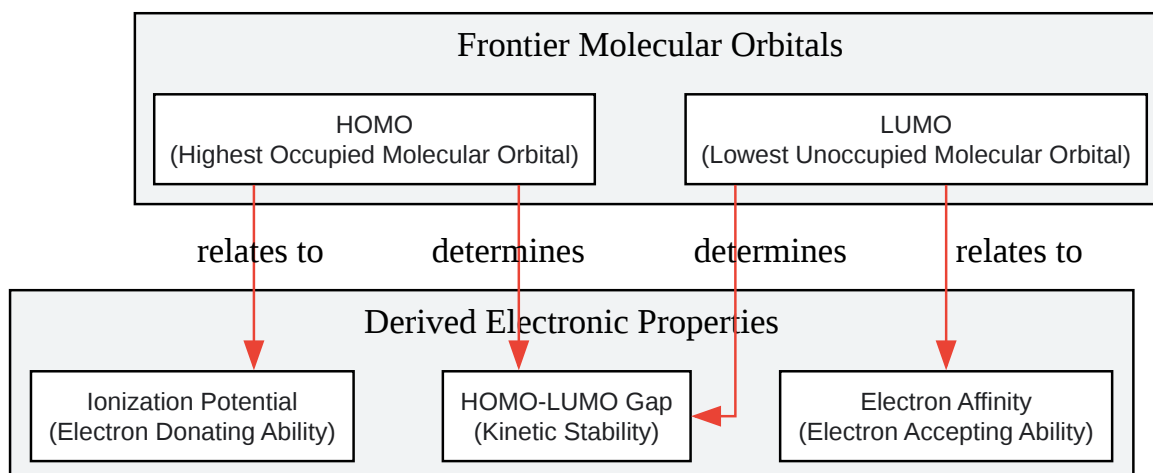 Frontier Molecular Orbitals
HOMO
(Highest Occupied Molecular Orbital)
LUMO
(Lowest Unoccupied Molecular Orbital)
relates to
determines
determines
relates to
Derived Electronic Properties
Ionization Potential
(Electron Donating Ability)
HOMO-LUMO Gap
(Kinetic Stability)
Electron Affinity
(Electron Accepting Ability)